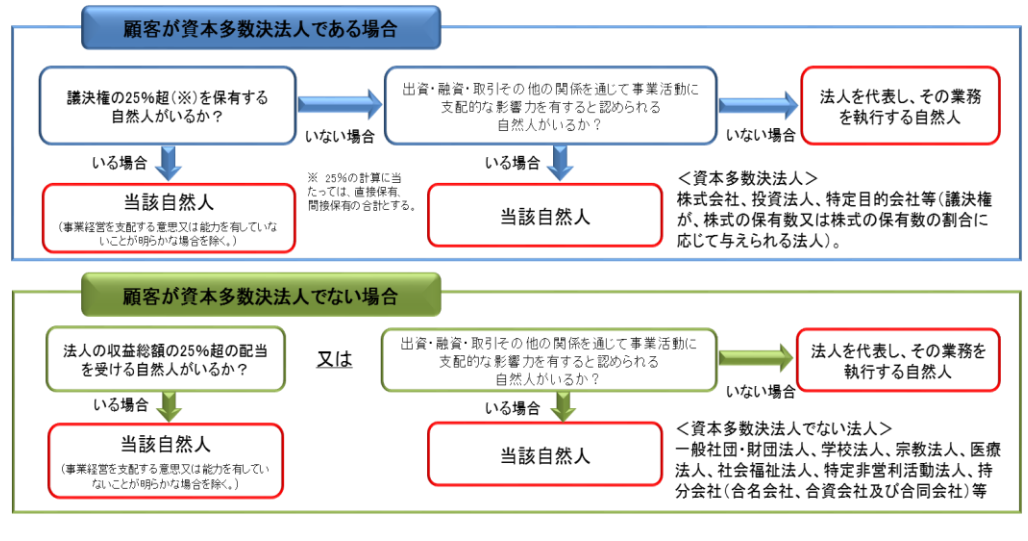 顧客が資本多数決法人である場合
議決権の25%超(※)を保有する
自然人がいるか?
いない場合
出資・融資・取引その他の関係を通じて事業活動に
支配的な影響力を有すると認められる
自然人がいるか?
いない場合
法人を代表し、その業務
を執行する自然人
いる場合
当該自然人
(事業経営を支配する意思又は能力を有していな
いことが明らかな場合を除く。)
※ 25%の計算に当
たっては、直接保有、
間接保有の合計とする。
いる場合
当該自然人
<資本多数決法人>
株式会社、投資法人、特定目的会社等(議決権
が、株式の保有数又は株式の保有数の割合に
応じて与えられる法人)。
顧客が資本多数決法人でない場合
法人の収益総額の25%超の配当
を受ける自然人がいるか?
又は
出資・融資・取引その他の関係を通じて事業活動に
支配的な影響力を有すると認められる
自然人がいるか?
いない場合
法人を代表し、その業務を
執行する自然人
いる場合
当該自然人
(事業経営を支配する意思又は能力を有してい
ないことが明らかな場合を除く。)
いる場合
当該自然人
<資本多数決法人でない法人>
一般社団・財団法人、学校法人、宗教法人、医療
法人、社会福祉法人、特定非営利活動法人、持
分会社(合名会社、合資会社及び合同会社)等